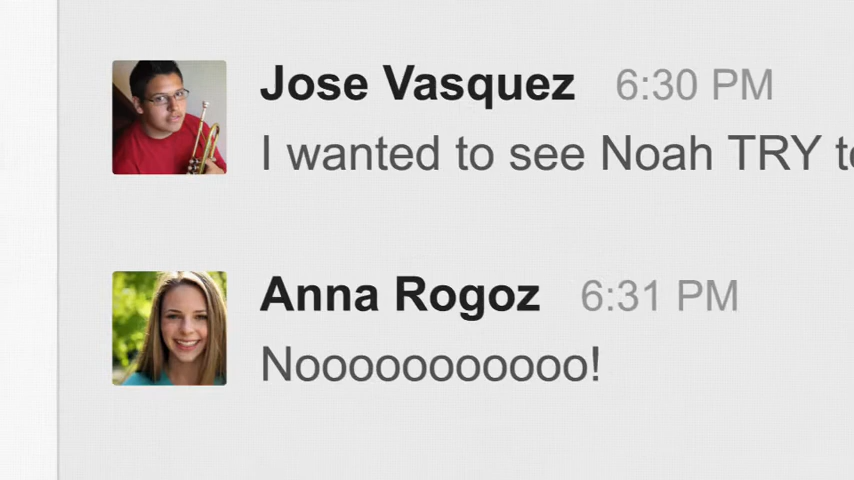 Jose Vasquez 6:30 PM
I wanted to see Noah TRY
Anna Rogoz 6:31 PM
Nooooooooooo!